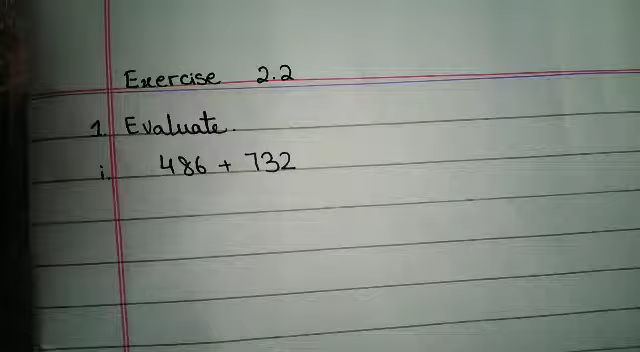 Exercise 2.2
1. Evaluate.
i. 486 + 732